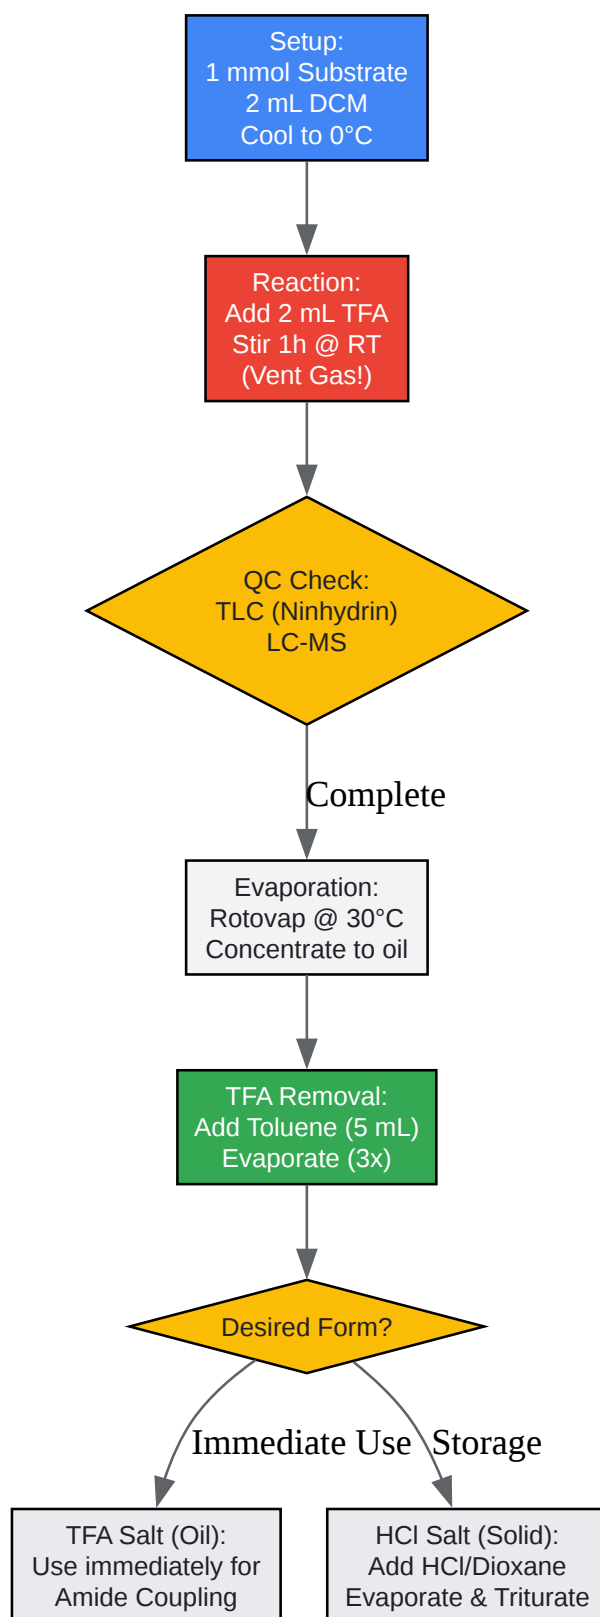 Setup:
1 mmol Substrate
2 mL DCM
Cool to 0°C
Reaction:
Add 2 mL TFA
Stir 1h @ RT
(Vent Gas!)
QC Check:
TLC (Ninhydrin)
LC-MS
Complete
Evaporation:
Rotovap @ 30°C
Concentrate to oil
TFA Removal:
Add Toluene (5 mL)
Evaporate (3x)
Desired Form?
Immediate Use
Storage
TFA Salt (Oil):
Use immediately for
Amide Coupling
HCl Salt (Solid):
Add HCl/Dioxane
Evaporate & Triturate